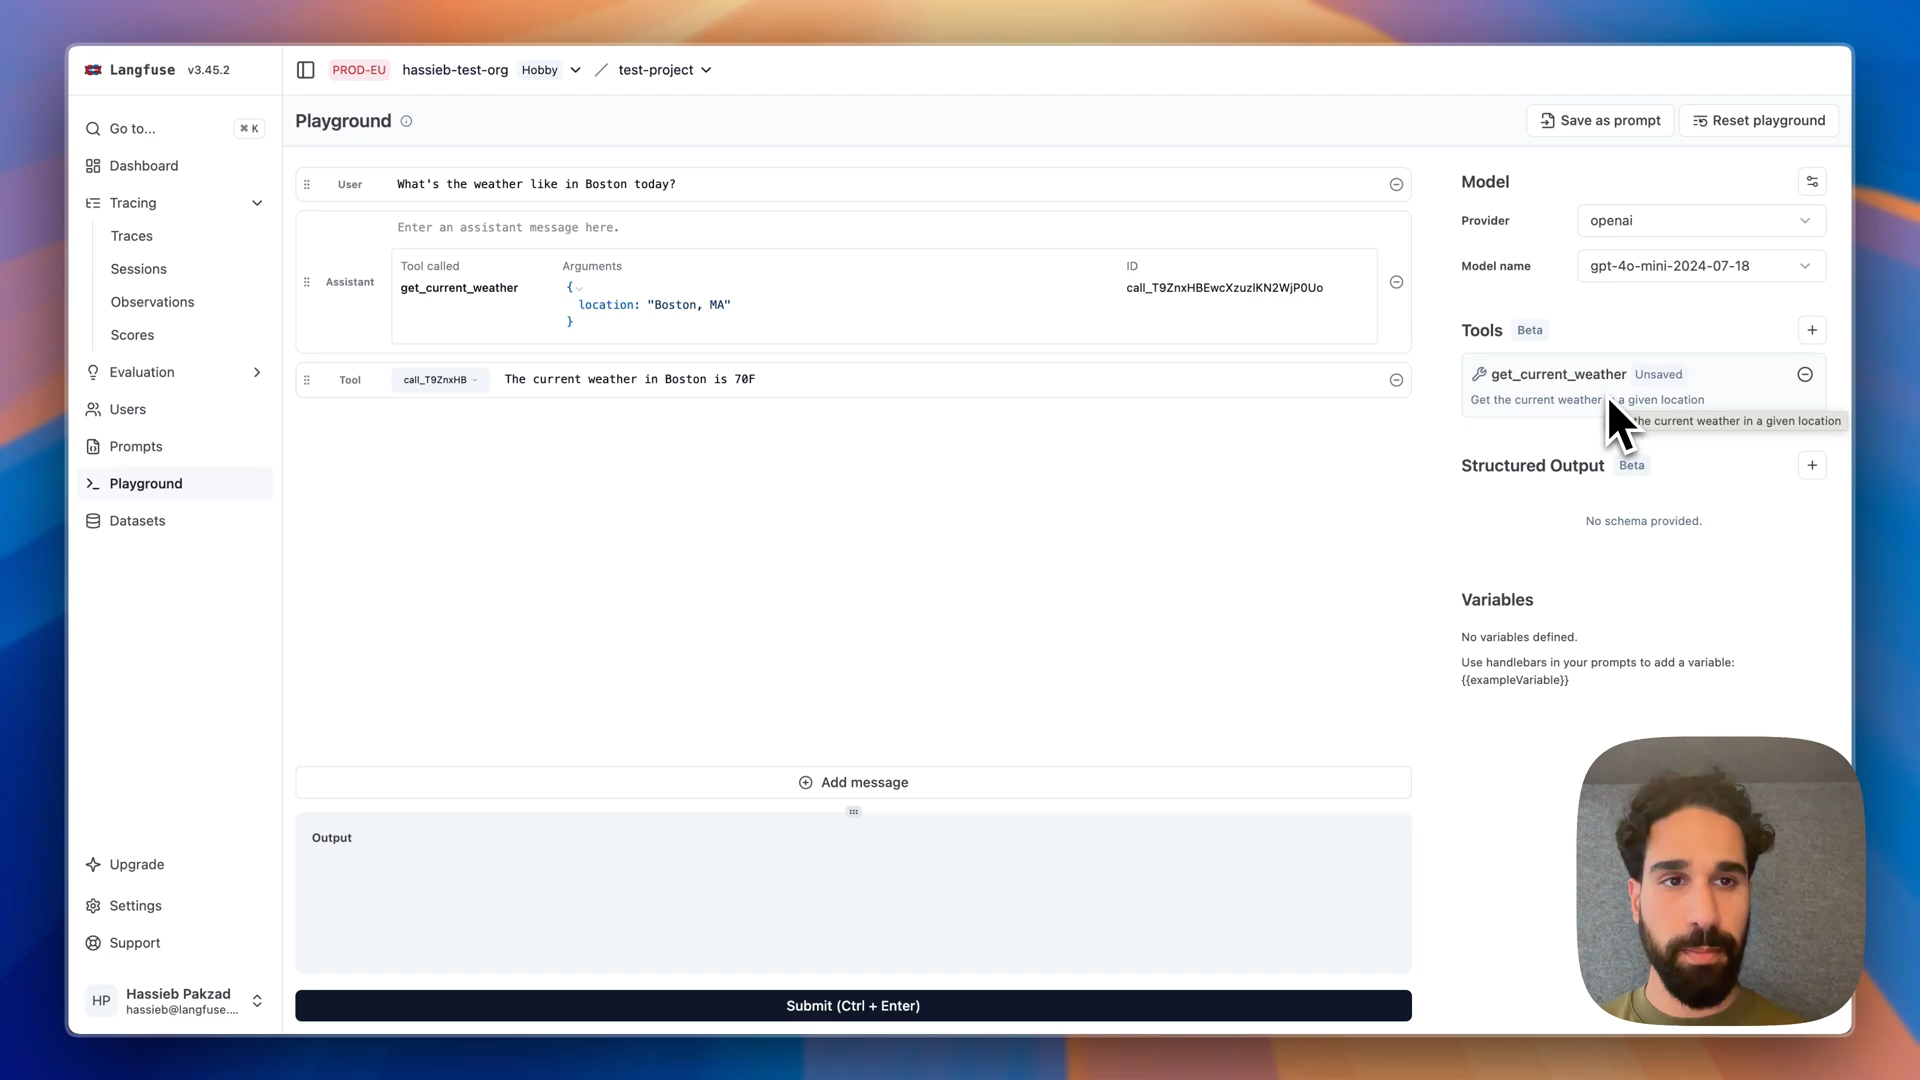 Langfuse v3.45.2
PROD-EU hassieb-test-org Hobby / test-project
Go to... ⌘ K
Dashboard
Tracing
Traces
Sessions
Observations
Scores
Evaluation
Users
Prompts
Playground
Datasets
Upgrade
Settings
Support
HP Hassieb Pakzad
hassieb@langfuse....
Playground
Save as prompt
Reset playground
User What's the weather like in Boston today?
Enter an assistant message here.
Assistant
Tool called Arguments ID
get_current_weather { call_T9ZnxHBEwcXzuzlKN2WjP0Uo
location: "Boston, MA"
}
Tool call_T9ZnxHB The current weather in Boston is 70F
Add message
Output
Submit (Ctrl + Enter)
Model
Provider openai
Model name gpt-4o-mini-2024-07-18
Tools Beta
get_current_weather Unsaved
Get the current weather a given location
the current weather in a given location
Structured Output Beta
No schema provided.
Variables
No variables defined.
Use handlebars in your prompts to add a variable:
{{exampleVariable}}